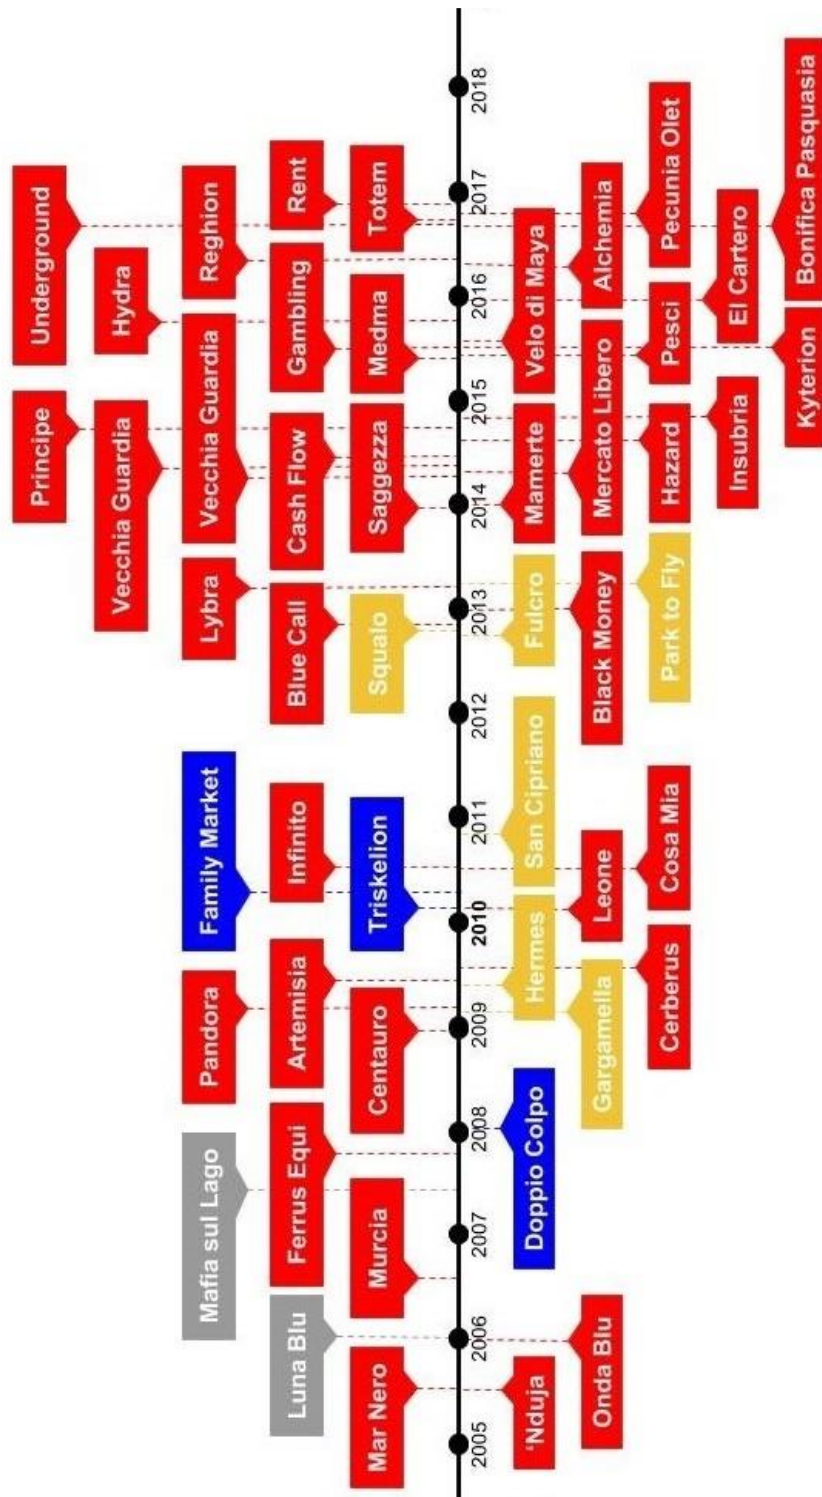 Underground
Principe
Hydra
Vecchia Guardia
Reghion
Vecchia Guardia
Lybra
Family Market
Pandora
Mafia sul Lago
Rent
Gambling
Cash Flow
Blue Call
Infinito
Artemisia
Ferrus Equi
Luna Blu
Totem
Medma
Saggezza
Squalo
Triskelion
Centauro
Murcia
Mar Nero
2005
2006
2007
2008
2009
2010
2011
2012
2013
2014
2015
2016
2017
2018
Velo di Maya
Mamerte
Fulcro
San Cipriano
Hermes
Doppio Colpo
‘Nduja
Alchemia
Mercato Libero
Black Money
Leone
Gargamella
Onda Blu
Pecunia Olet
Pesci
Hazard
Park to Fly
Cosa Mia
Cerberus
El Cartero
Insubria
Bonifica Pasquasia
Kyterion